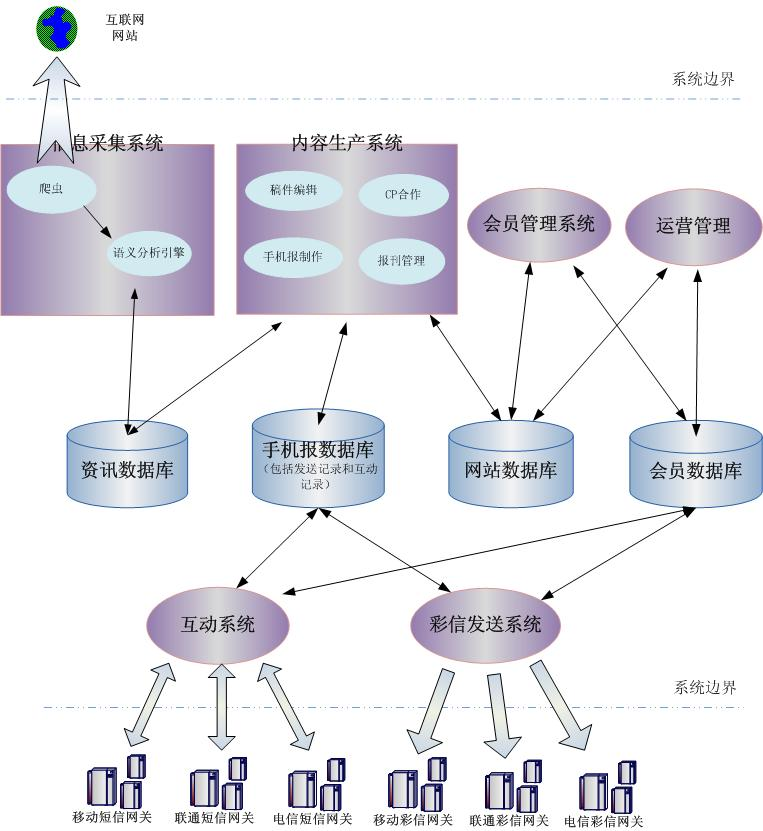 互联网
网站
系统边界
信息采集系统
内容生产系统
爬虫
语义分析引擎
稿件编辑
CP合作
手机报制作
报刊管理
会员管理系统
运营管理
资讯数据库
手机报数据库
(包括发送记录和互动
记录)
网站数据库
会员数据库
互动系统
彩信发送系统
系统边界
移动短信网关
联通短信网关
电信短信网关
移动彩信网关
联通彩信网关
电信彩信网关